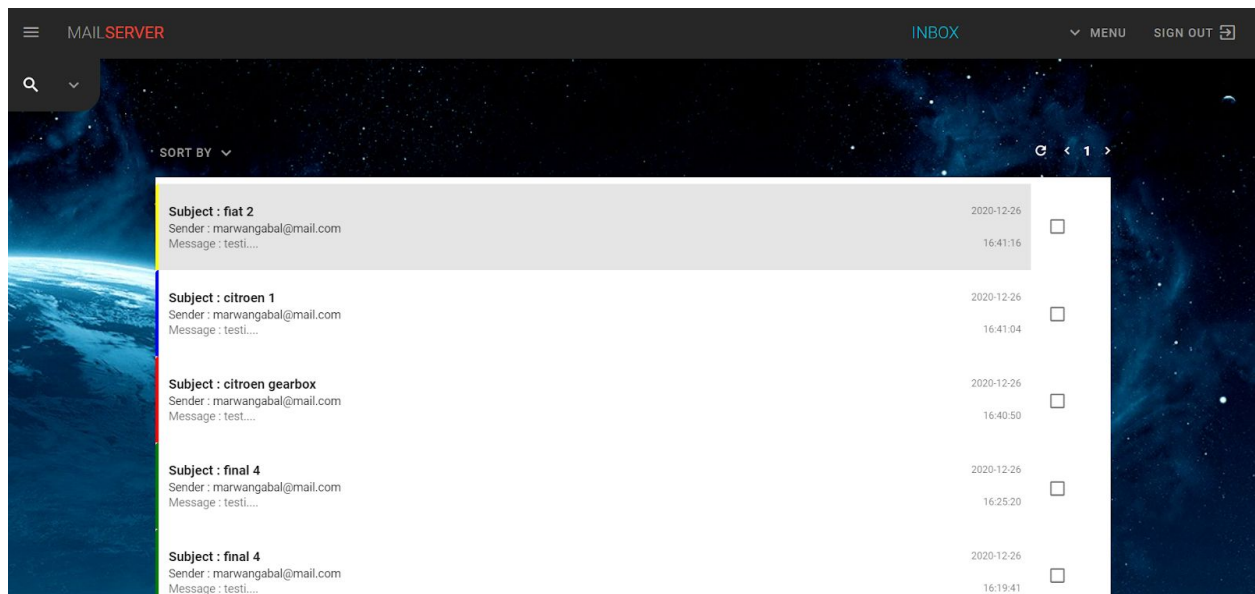 MAILSERVER INBOX MENU SIGN OUT
SORT BY 1
Subject : fiat 2 2020-12-26
Sender : marwangabal@mail.com
Message : testi.... 16:41:16
Subject : citroen 1 2020-12-26
Sender : marwangabal@mail.com
Message : testi.... 16:41:04
Subject : citroen gearbox 2020-12-26
Sender : marwangabal@mail.com
Message : test.... 16:40:50
Subject : final 4 2020-12-26
Sender : marwangabal@mail.com
Message : testi.... 16:25:20
Subject : final 4 2020-12-26
Sender : marwangabal@mail.com
Message : testi.... 16:19:41